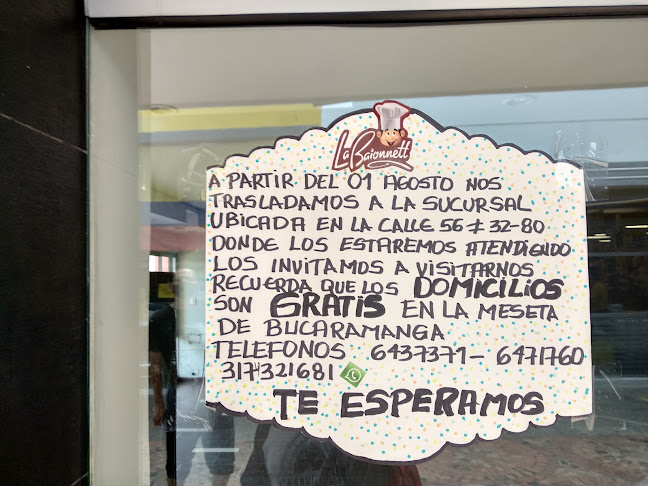 La Baionnett
A PARTIR DEL 01 AGOSTO NOS
TRASLADAMOS A LA SUCURSAL
UBICADA EN LA CALLE 56 # 32-80
DONDE LOS ESTAREMOS ATENDIENDO
LOS INVITAMOS A VISITARNOS
RECUERDA QUE LOS DOMICILIOS
SON GRATIS EN LA MESETA
DE BUCARAMANGA
TELEFONOS 6437371 - 6471760
317321681
TE ESPERAMOS